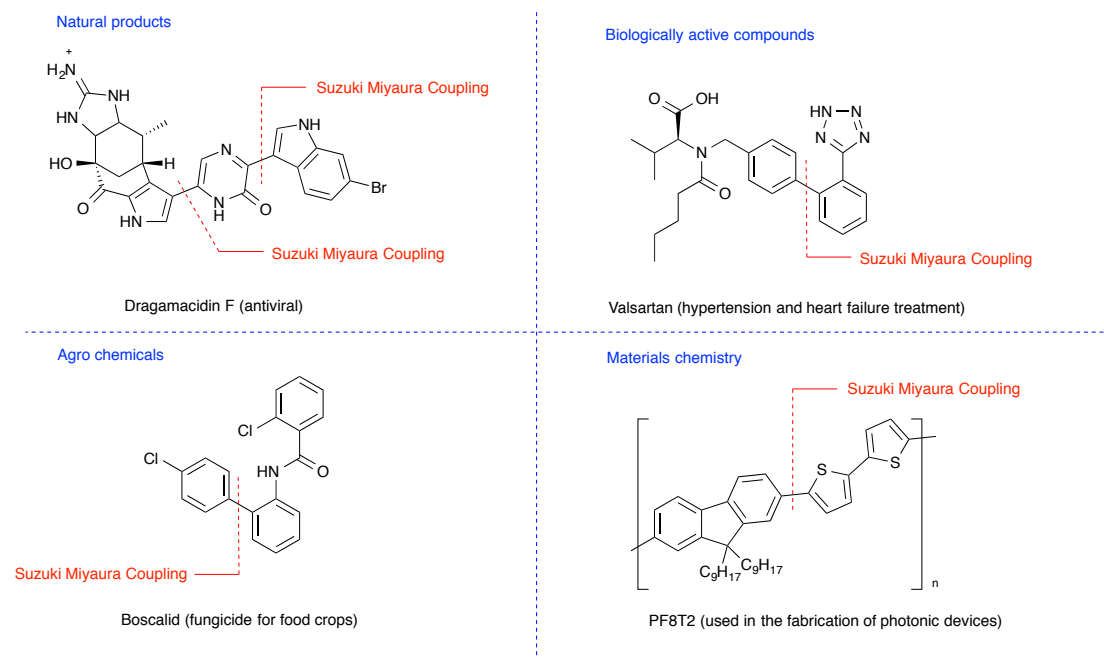 Natural products
+
H2N
NH
HN
HO
H
O
HN
N
N
H
O
NH
Br
Suzuki Miyaura Coupling
Suzuki Miyaura Coupling
Dragamacidin F (antiviral)
Biologically active compounds
O
OH
N
O
HN
N
N
N
Suzuki Miyaura Coupling
Valsartan (hypertension and heart failure treatment)
Agro chemicals
Cl
Cl
HN
O
Suzuki Miyaura Coupling
Boscalid (fungicide for food crops)
Materials chemistry
Suzuki Miyaura Coupling
S
S
C9H17
C9H17
n
PF8T2 (used in the fabrication of photonic devices)